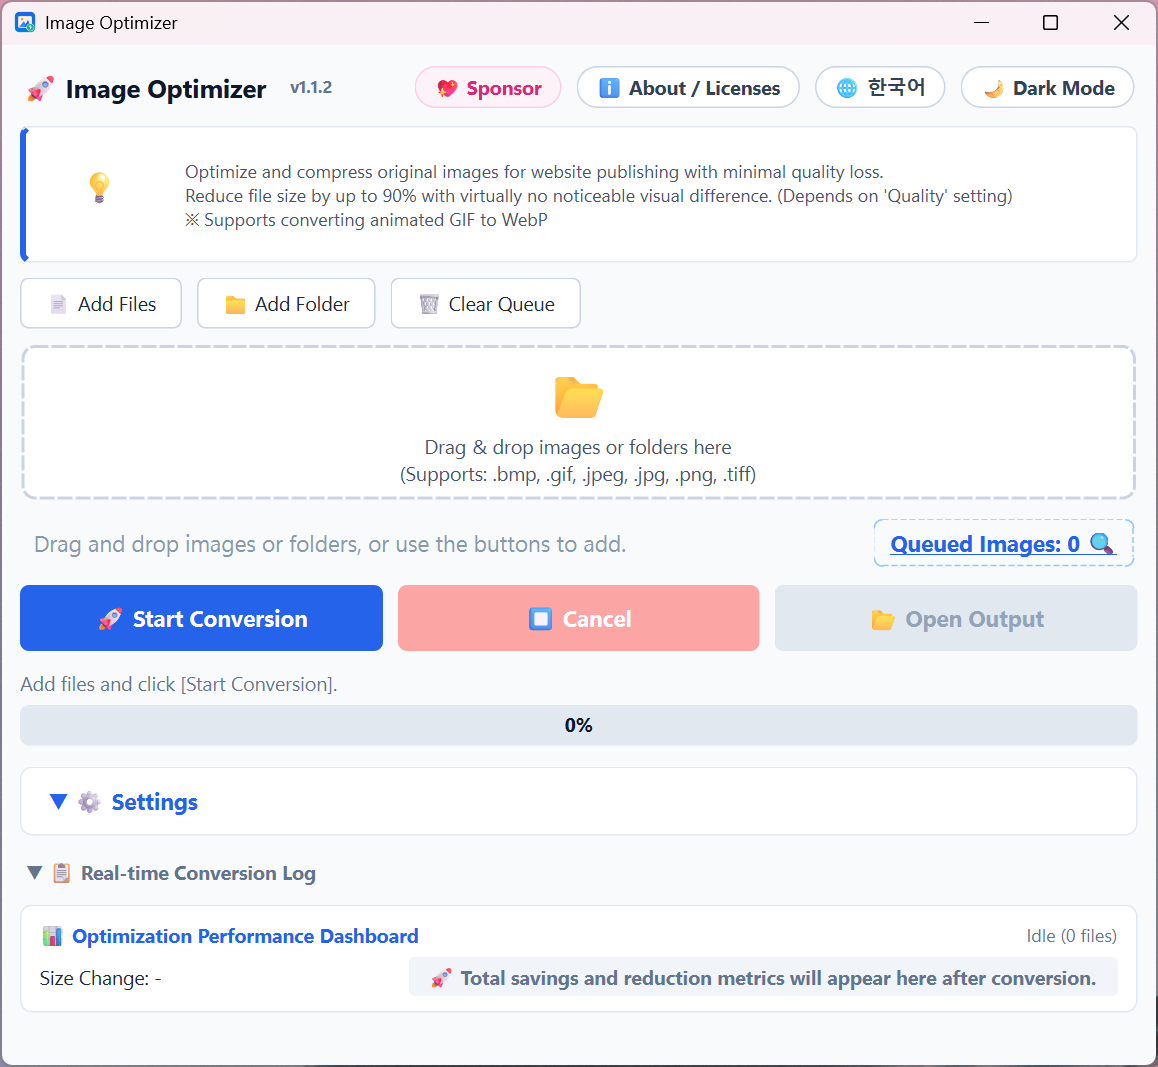 Image Optimizer
Image Optimizer v1.1.2
Sponsor
About / Licenses
한국어
Dark Mode
Optimize and compress original images for website publishing with minimal quality loss.
Reduce file size by up to 90% with virtually no noticeable visual difference. (Depends on 'Quality' setting)
※ Supports converting animated GIF to WebP
Add Files
Add Folder
Clear Queue
Drag & drop images or folders here
(Supports: .bmp, .gif, .jpeg, .jpg, .png, .tiff)
Drag and drop images or folders, or use the buttons to add.
Queued Images: 0
Start Conversion
Cancel
Open Output
Add files and click [Start Conversion].
0%
Settings
Real-time Conversion Log
Optimization Performance Dashboard
Idle (0 files)
Size Change: -
Total savings and reduction metrics will appear here after conversion.